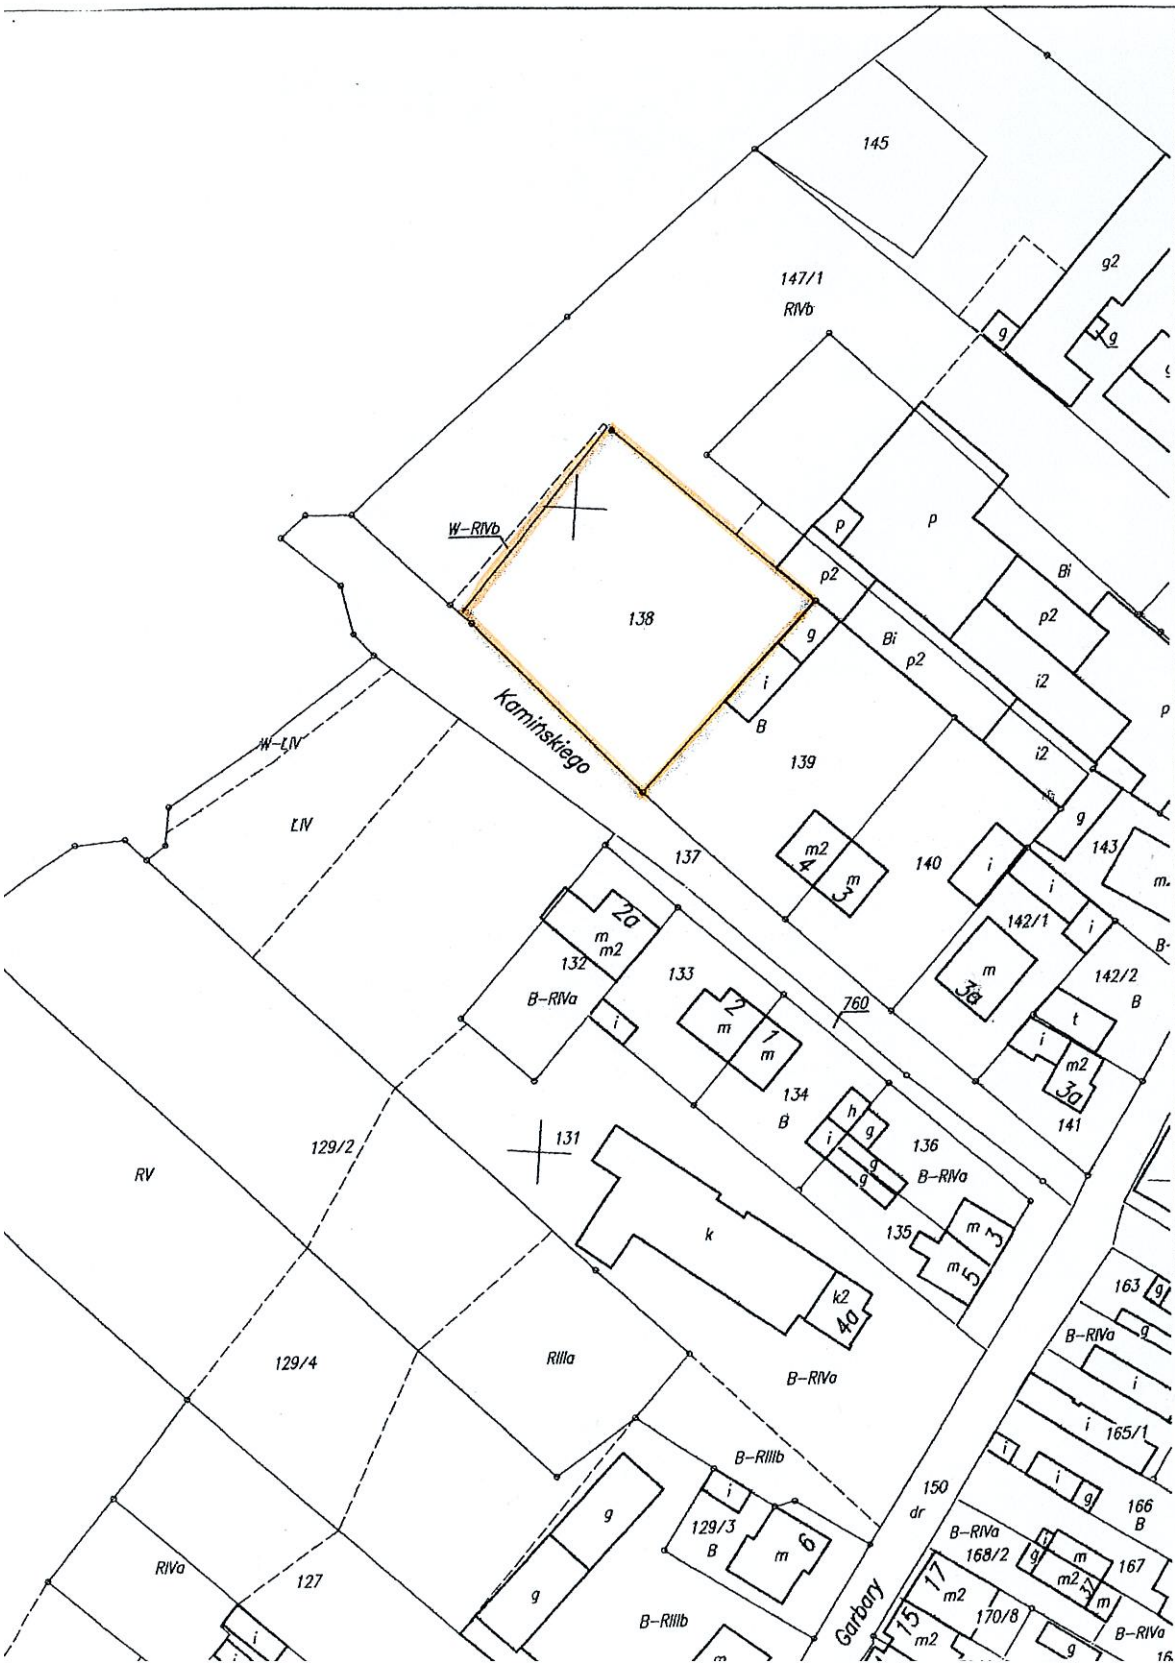 145
g2
147/1
RIVb
g
g
W-RIVb
p
p
Bi
p2
p2
138
g
Bi
p2
i
i2
p
B
Kamińskiego
W-ŁIV
139
i2
ŁIV
g
137
m2
4
m
3
140
i
143
i
m
2a
m
m2
142/1
i
B-
132
133
m
3a
142/2
B
B-RIVa
760
i
2
m
1
m
t
i
m2
3a
134
B
h
g
141
129/2
131
i
g
136
g
B-RIVa
RV
k
135
m
3
m
5
163
g
k2
4a
g
B-RIVa
129/4
RIIIa
B-RIVa
i
i
165/1
B-RIIIb
i
i
150
i
g
166
B
dr
g
129/3
B
m
6
B-RIVa
168/2
i
g
m
167
RIVa
127
17
m2
m2
37
m
g
Garbary
15
m2
170/8
B-RIIIb
B-RIVa
i
i
m
g
16